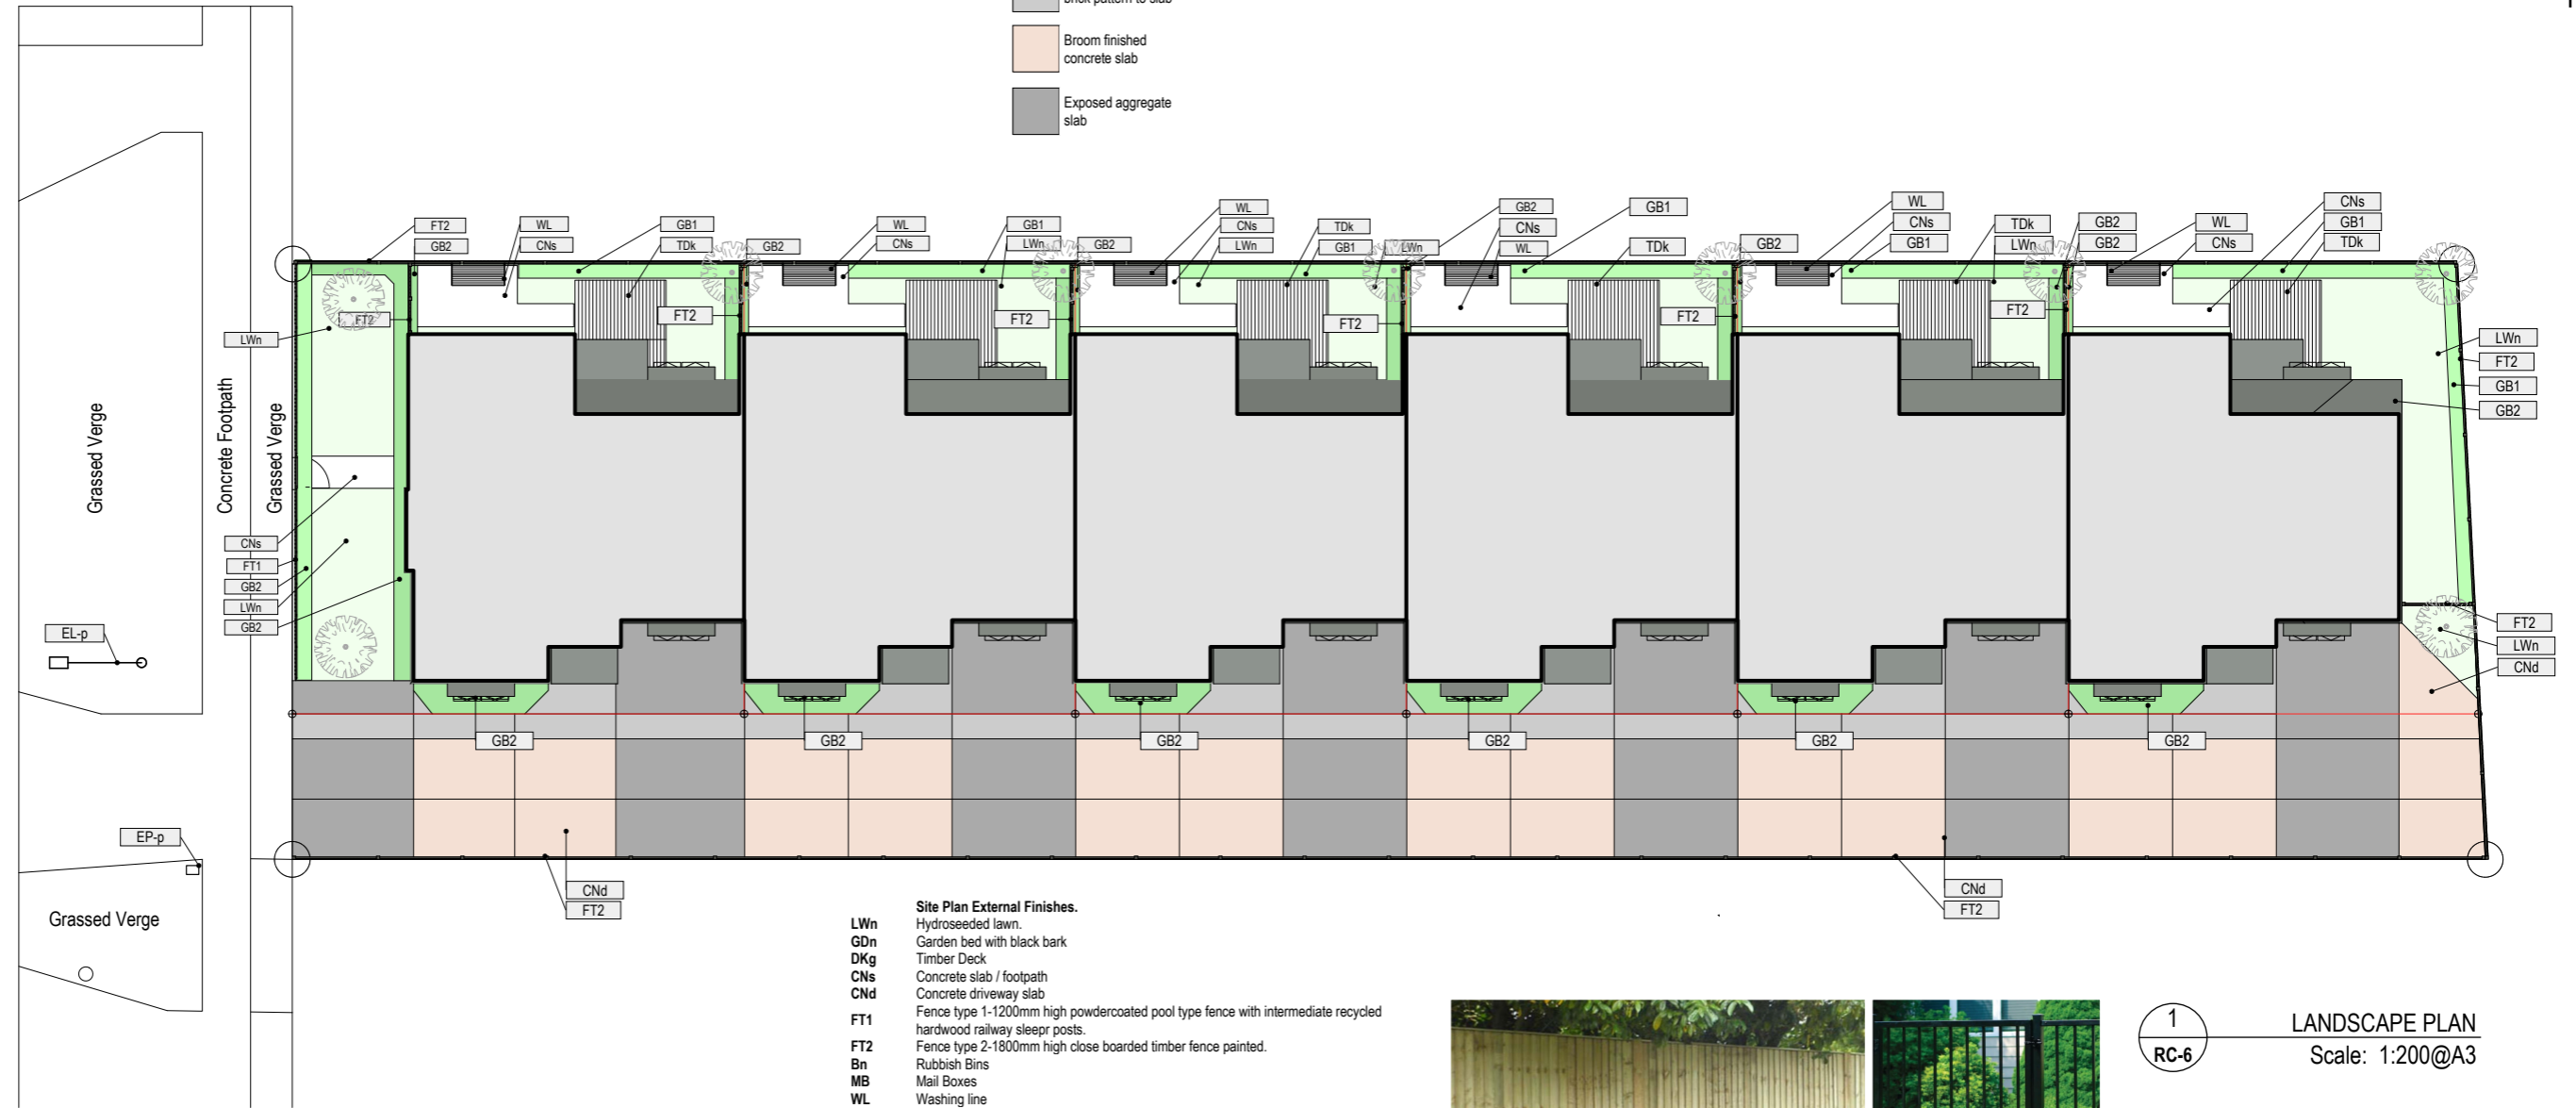 brick pattern to slab
Broom finished
concrete slab
Exposed aggregate
slab
FT2
WL
GB1
WL
GB1
WL
TDk
GB2
GB1
WL
TDk
GB2
WL
CNs
GB2
CNs
TDk
GB2
CNs
LWn
GB2
CNs
LWn
GB1
LWn
CNs
WL
TDk
GB2
CNs
GB1
LWn
GB2
CNs
GB1
TDk
FT2
FT2
FT2
FT2
FT2
FT2
LWn
LWn
FT2
GB1
GB2
Grassed Verge
Concrete Footpath
Grassed Verge
CNs
FT1
GB2
LWn
GB2
EL-p
FT2
LWn
CNd
GB2
GB2
GB2
GB2
GB2
GB2
EP-p
Grassed Verge
CNd
FT2
CNd
FT2
Site Plan External Finishes.
LWn Hydroseeded lawn.
GDn Garden bed with black bark
DKg Timber Deck
CNs Concrete slab / footpath
CNd Concrete driveway slab
FT1 Fence type 1-1200mm high powdercoated pool type fence with intermediate recycled
hardwood railway sleepr posts.
FT2 Fence type 2-1800mm high close boarded timber fence painted.
Bn Rubbish Bins
MB Mail Boxes
WL Washing line
1
RC-6
LANDSCAPE PLAN
Scale: 1:200@A3